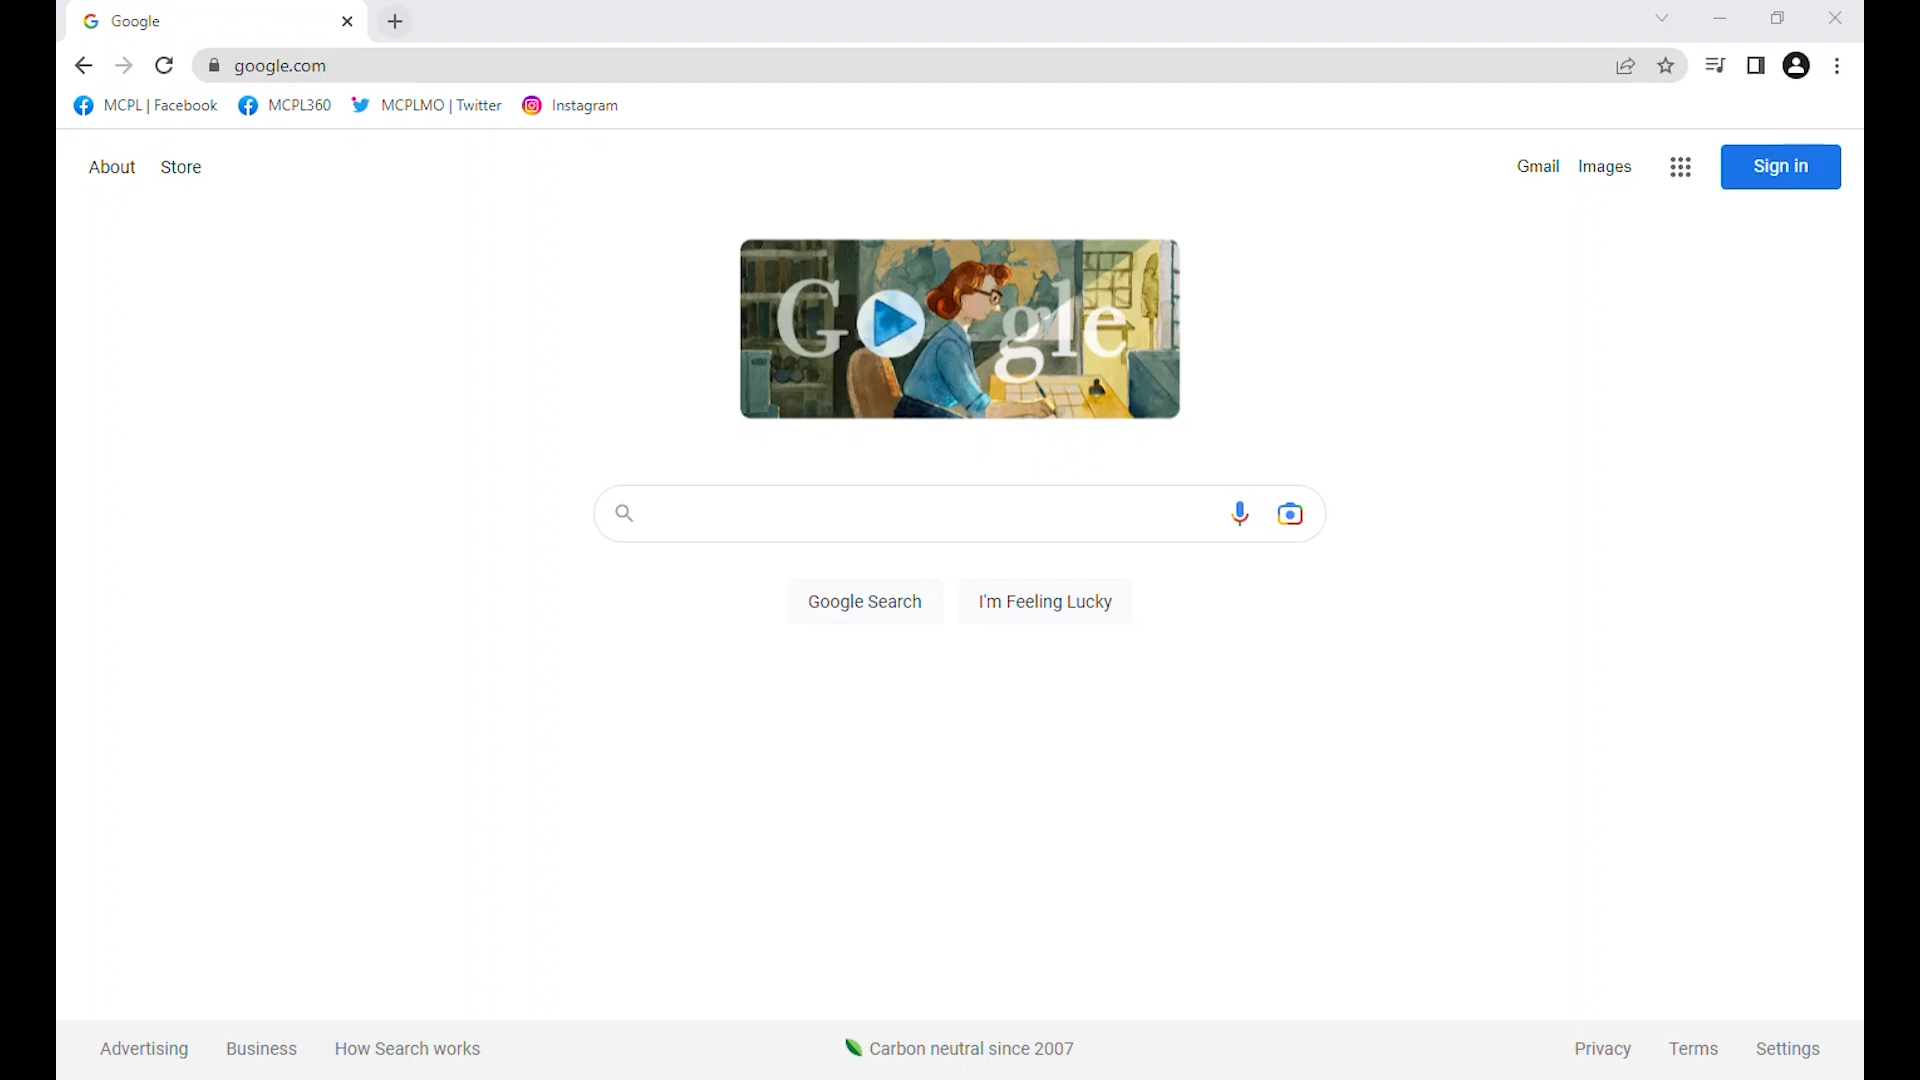 Google
google.com
MCPL | Facebook
MCPL360
MCPLMO | Twitter
Instagram
About
Store
Gmail
Images
Sign in
G gle
Google Search
I'm Feeling Lucky
Advertising
Business
How Search works
Carbon neutral since 2007
Privacy
Terms
Settings